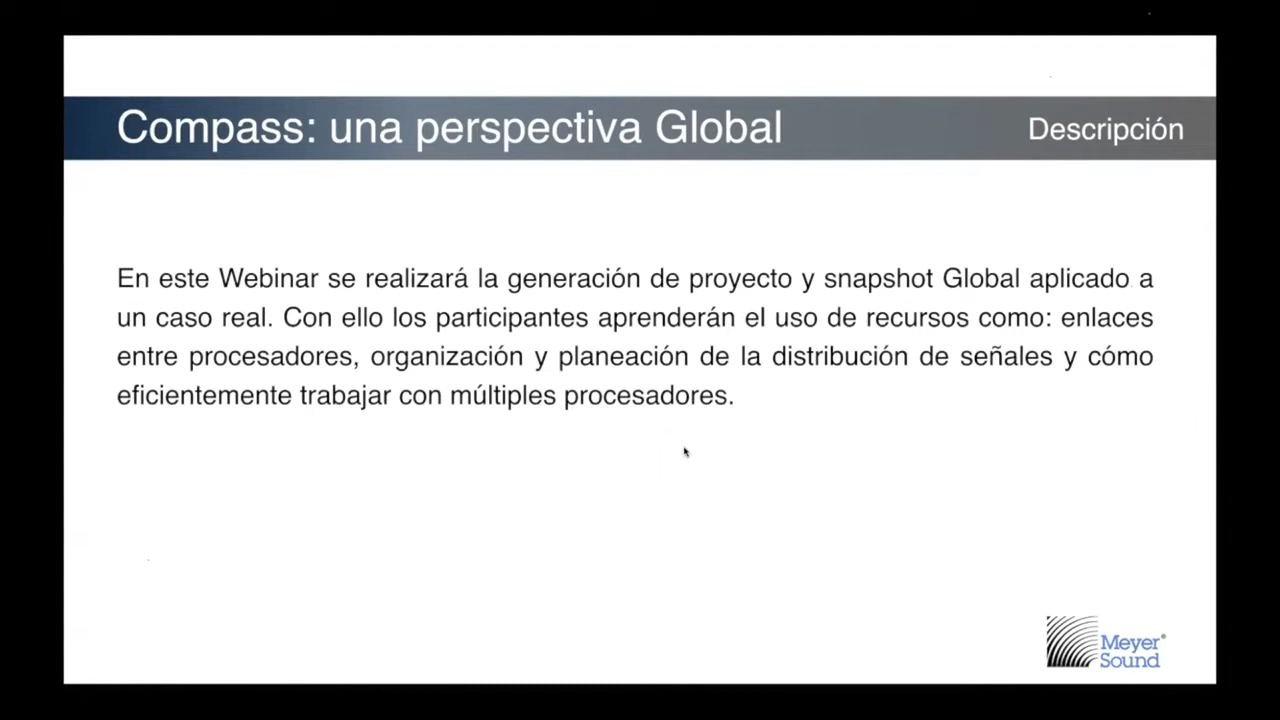 Compass: una perspectiva Global
Descripción
En este Webinar se realizará la generación de proyecto y snapshot Global aplicado a
un caso real. Con ello los participantes aprenderán el uso de recursos como: enlaces
entre procesadores, organización y planeación de la distribución de señales y cómo
eficientemente trabajar con múltiples procesadores.
Meyer®
Sound